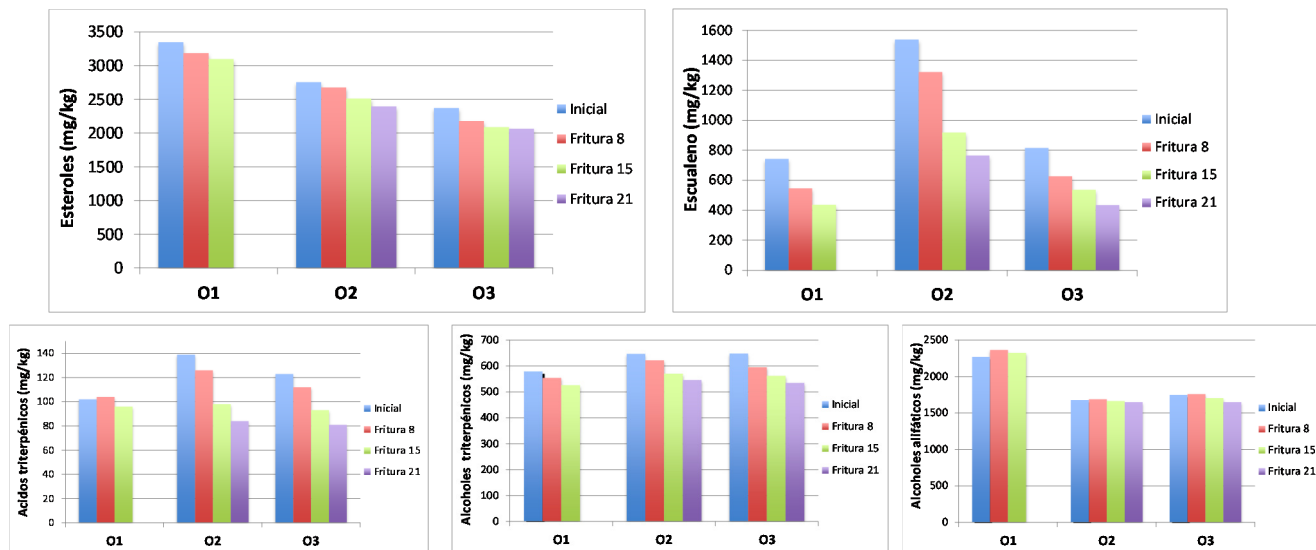 Esteroles (mg/kg)
3500
3000
2500
2000
1500
1000
500
0
O1 O2 O3
Inicial
Fritura 8
Fritura 15
Fritura 21
Escualeno (mg/kg)
1600
1400
1200
1000
800
600
400
200
0
O1 O2 O3
Inicial
Fritura 8
Fritura 15
Fritura 21
Acidos triterpénicos (mg/kg)
140
120
100
80
60
40
20
0
O1 O2 O3
Inicial
Fritura 8
Fritura 15
Fritura 21
Alcoholes triterpénicos (mg/kg)
700
600
500
400
300
200
100
0
O1 O2 O3
Inicial
Fritura 8
Fritura 15
Fritura 21
Alcoholes alifáticos (mg/kg)
2500
2000
1500
1000
500
0
O1 O2 O3
Inicial
Fritura 8
Fritura 15
Fritura 21